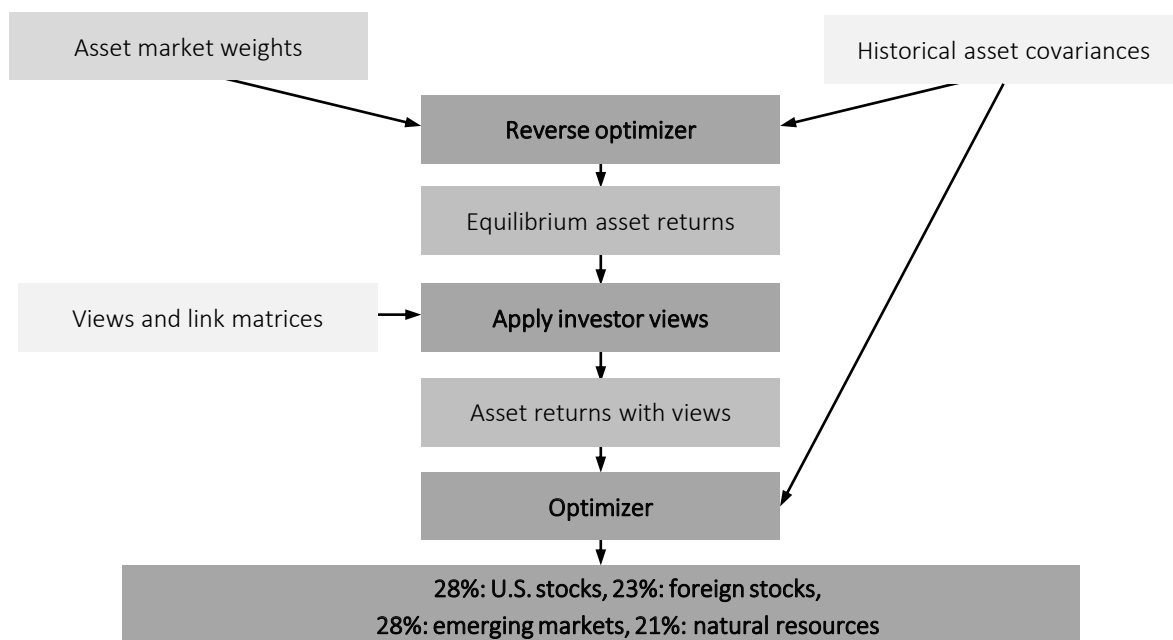 Asset market weights
Historical asset covariances
Reverse optimizer
Equilibrium asset returns
Views and link matrices
Apply investor views
Asset returns with views
Optimizer
28%: U.S. stocks, 23%: foreign stocks,
28%: emerging markets, 21%: natural resources